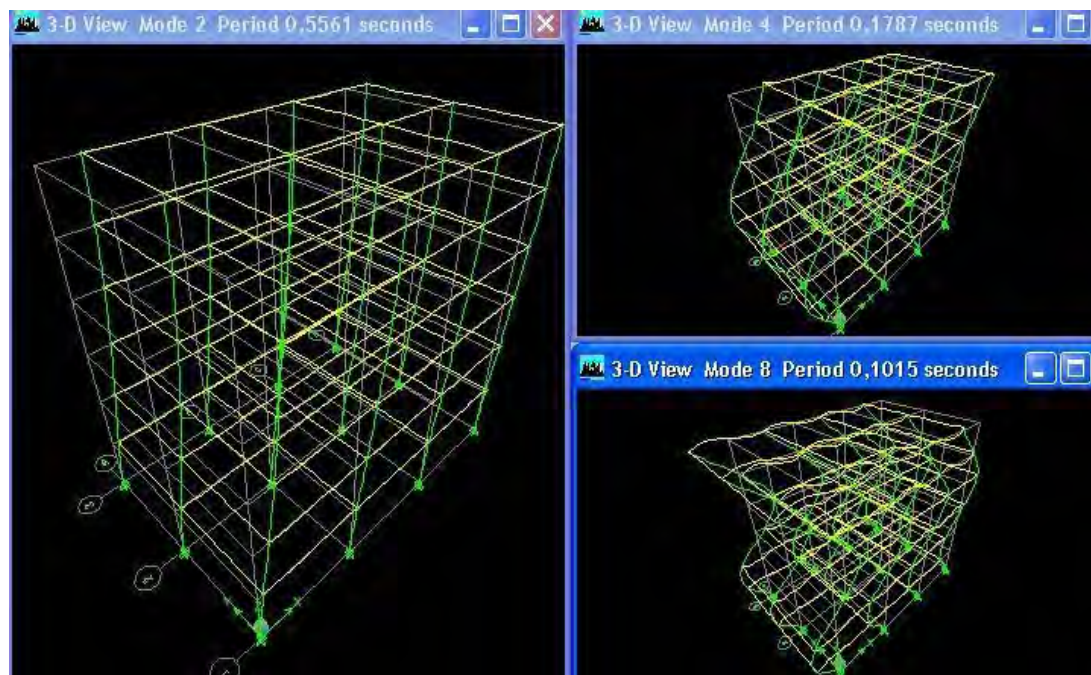 3-D View Mode 2 Period 0,5561 seconds
3-D View Mode 4 Period 0,1787 seconds
3-D View Mode 8 Period 0,1015 seconds